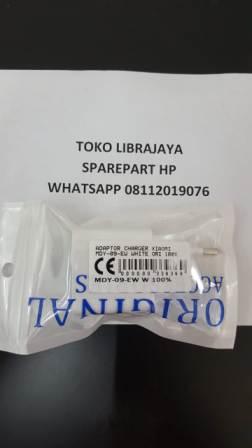 TOKO LIBRAJAYA
SPAREPART HP
WHATSAPP 08112019076
ADAPTOR CHARGER XIAOMI
MDY-09-EW WHITE ORI 100%
CE
MDY-09-EW W 100%
ORIGINAL